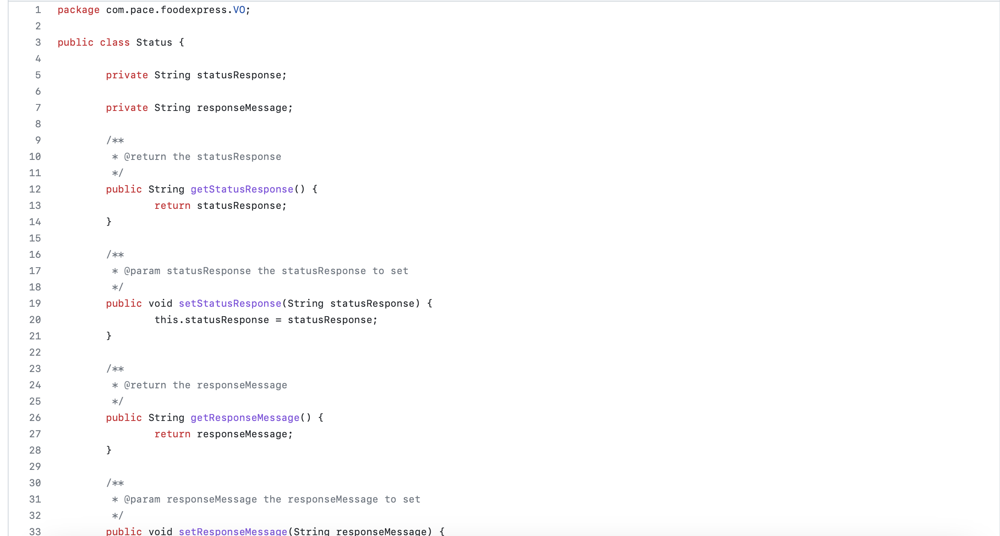 1 package com.pace.foodexpress.VO;
2
3 public class Status {
4
5 private String statusResponse;
6
7 private String responseMessage;
8
9 /**
10 * @return the statusResponse
11 */
12 public String getStatusResponse() {
13 return statusResponse;
14 }
15
16 /**
17 * @param statusResponse the statusResponse to set
18 */
19 public void setStatusResponse(String statusResponse) {
20 this.statusResponse = statusResponse;
21 }
22
23 /**
24 * @return the responseMessage
25 */
26 public String getResponseMessage() {
27 return responseMessage;
28 }
29
30 /**
31 * @param responseMessage the responseMessage to set
32 */
33 public void setResponseMessage(String responseMessage) {